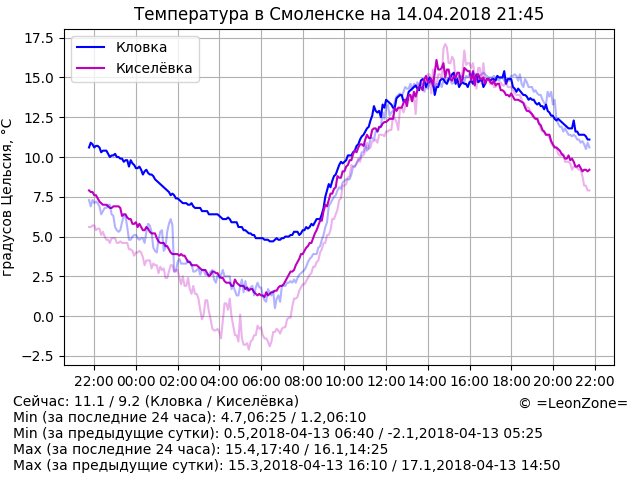 Температура в Смоленске на 14.04.2018 21:45
градусов Цельсия, °C
17.5
15.0
12.5
10.0
7.5
5.0
2.5
0.0
−2.5
Кловка
Киселёвка
22:00 00:00 02:00 04:00 06:00 08:00 10:00 12:00 14:00 16:00 18:00 20:00 22:00
© =LeonZone=
Сейчас: 11.1 / 9.2 (Кловка / Киселёвка)
Min (за последние 24 часа): 4.7,06:25 / 1.2,06:10
Min (за предыдущие сутки): 0.5,2018-04-13 06:40 / -2.1,2018-04-13 05:25
Max (за последние 24 часа): 15.4,17:40 / 16.1,14:25
Max (за предыдущие сутки): 15.3,2018-04-13 16:10 / 17.1,2018-04-13 14:50